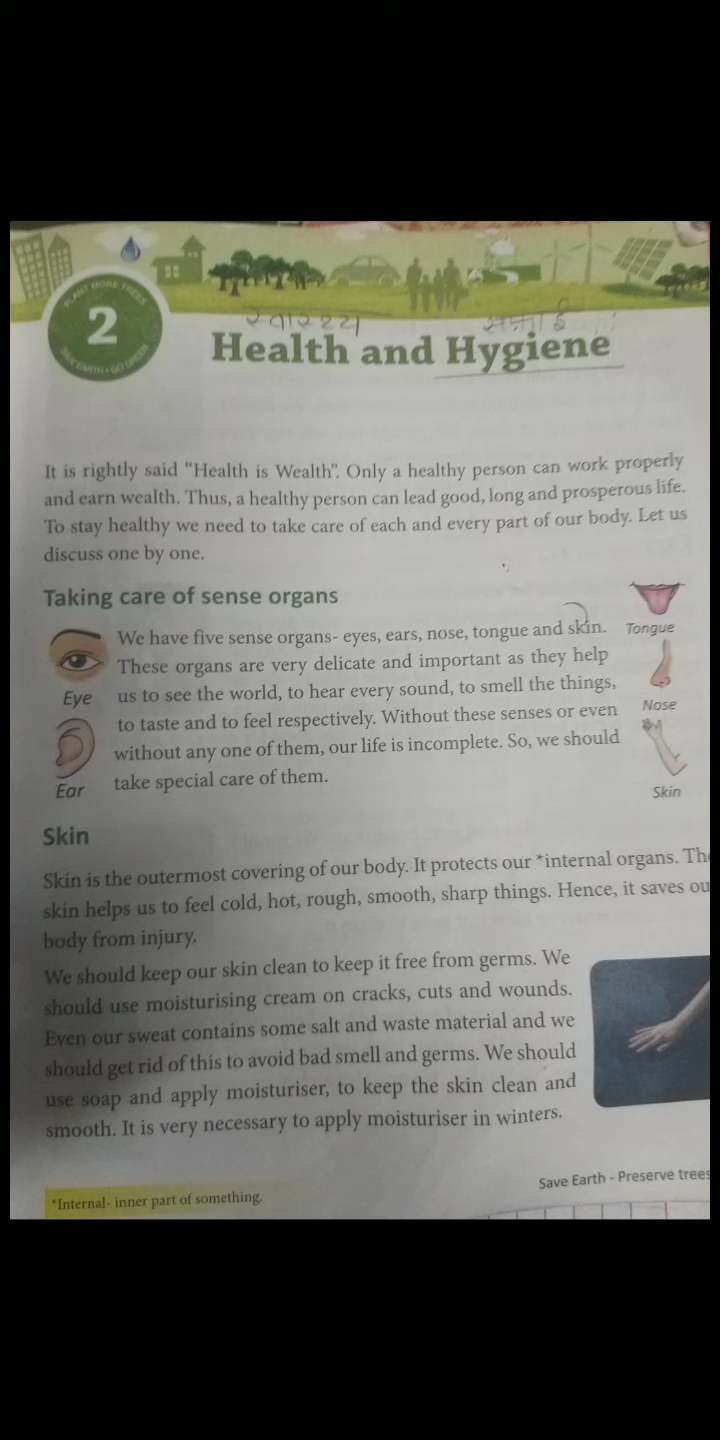 PLANT MORE TREES
2
SAVE EARTH • GO GREEN
स्वास्थ्य सफाई
Health and Hygiene
It is rightly said “Health is Wealth”. Only a healthy person can work properly
and earn wealth. Thus, a healthy person can lead good, long and prosperous life.
To stay healthy we need to take care of each and every part of our body. Let us
discuss one by one.
Taking care of sense organs
We have five sense organs- eyes, ears, nose, tongue and skin.
These organs are very delicate and important as they help
us to see the world, to hear every sound, to smell the things,
to taste and to feel respectively. Without these senses or even
without any one of them, our life is incomplete. So, we should
take special care of them.
Eye
Ear
Tongue
Nose
Skin
Skin
Skin is the outermost covering of our body. It protects our *internal organs. The
skin helps us to feel cold, hot, rough, smooth, sharp things. Hence, it saves ou
body from injury.
We should keep our skin clean to keep it free from germs. We
should use moisturising cream on cracks, cuts and wounds.
Even our sweat contains some salt and waste material and we
should get rid of this to avoid bad smell and germs. We should
use soap and apply moisturiser, to keep the skin clean and
smooth. It is very necessary to apply moisturiser in winters.
*Internal- inner part of something.
Save Earth - Preserve trees